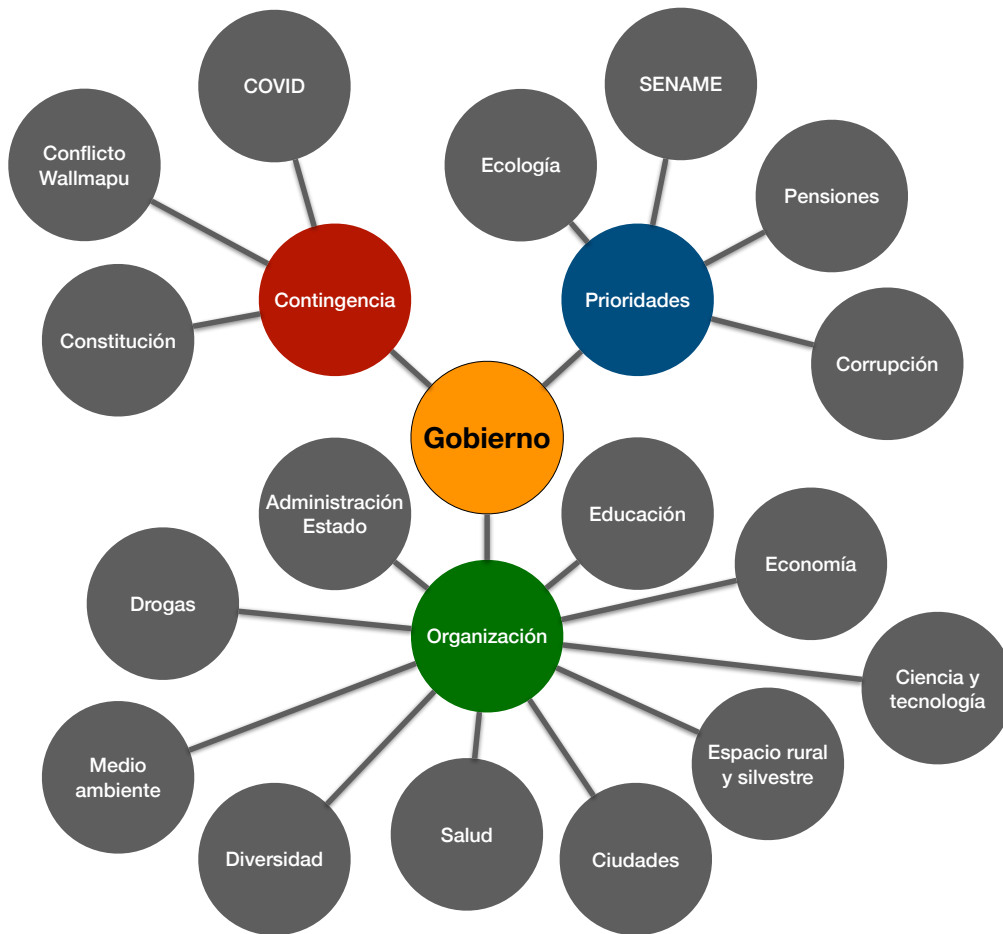 COVID
SENAME
Conflicto
Wallmapu
Ecología
Pensiones
Contingencia
Prioridades
Constitución
Corrupción
Gobierno
Administración
Estado
Educación
Economía
Drogas
Organización
Ciencia y
tecnología
Medio
ambiente
Espacio rural
y silvestre
Diversidad
Salud
Ciudades